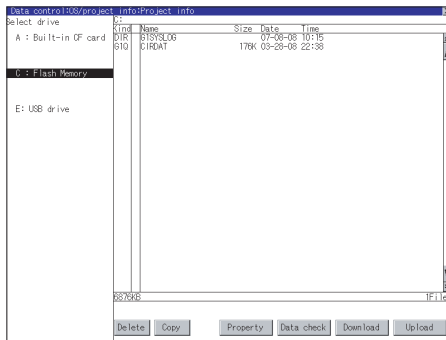 Data control:OS/project info:Project info
Select drive
C:
Kind Name Size Date Time
A : Built-in CF card
DIR G1SYSLOG 07-08-08 10:15
G1Q CIRDAT 176K 03-28-08 22:38
C : Flash Memory
E: USB drive
6876KB 1File
Delete Copy Property Data check Download Upload